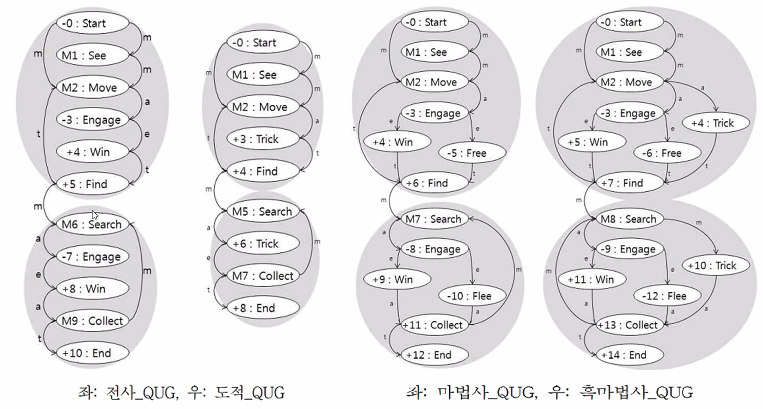 -0 : Start
m
m
M1 : See
m
M2 : Move
a
-3 : Engage
t
e
+4 : Win
t
+5 : Find
m
M6 : Search
a
-7 : Engage
e
m
+8 : Win
a
M9 : Collect
t
+10 : End
-0 : Start
m
m
M1 : See
m
M2 : Move
a
+3 : Trick
t
t
+4 : Find
m
M5 : Search
a
+6 : Trick
m
e
M7 : Collect
t
+8 : End
좌: 전사_QUG, 우: 도적_QUG
-0 : Start
m
m
M1 : See
m
M2 : Move
a
-3 : Engage
e
e
t
+4 : Win
-5 : Free
t
t
+6 : Find
m
M7 : Search
a
-8 : Engage
e
e
m
+9 : Win
-10 : Flee
a
a
+11 : Collect
t
+12 : End
-0 : Start
m
m
M1 : See
m
M2 : Move
a
a
-3 : Engage
+4 : Trick
e
e
t
+5 : Win
-6 : Free
t
t
t
+7 : Find
m
M8 : Search
m
a
-9 : Engage
e
e
m
+10 : Trick
+11 : Win
-12 : Flee
a
a
a
+13 : Collect
t
+14 : End
좌: 마법사_QUG, 우: 흑마법사_QUG